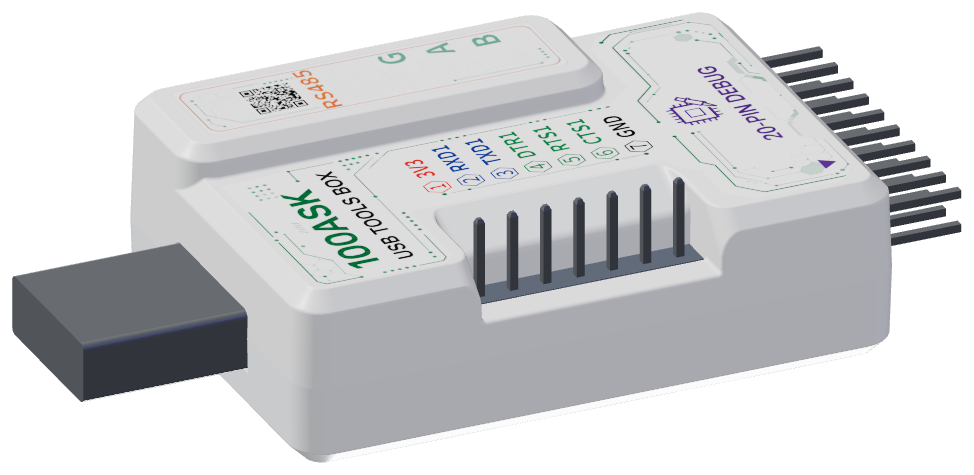 RS485
G
A
B
100ASK
USB TOOLS BOX
1 3V3
2 RXD1
3 TXD1
4 DTR1
5 RTS1
6 CTS1
7 GND
20-PIN DEBUG